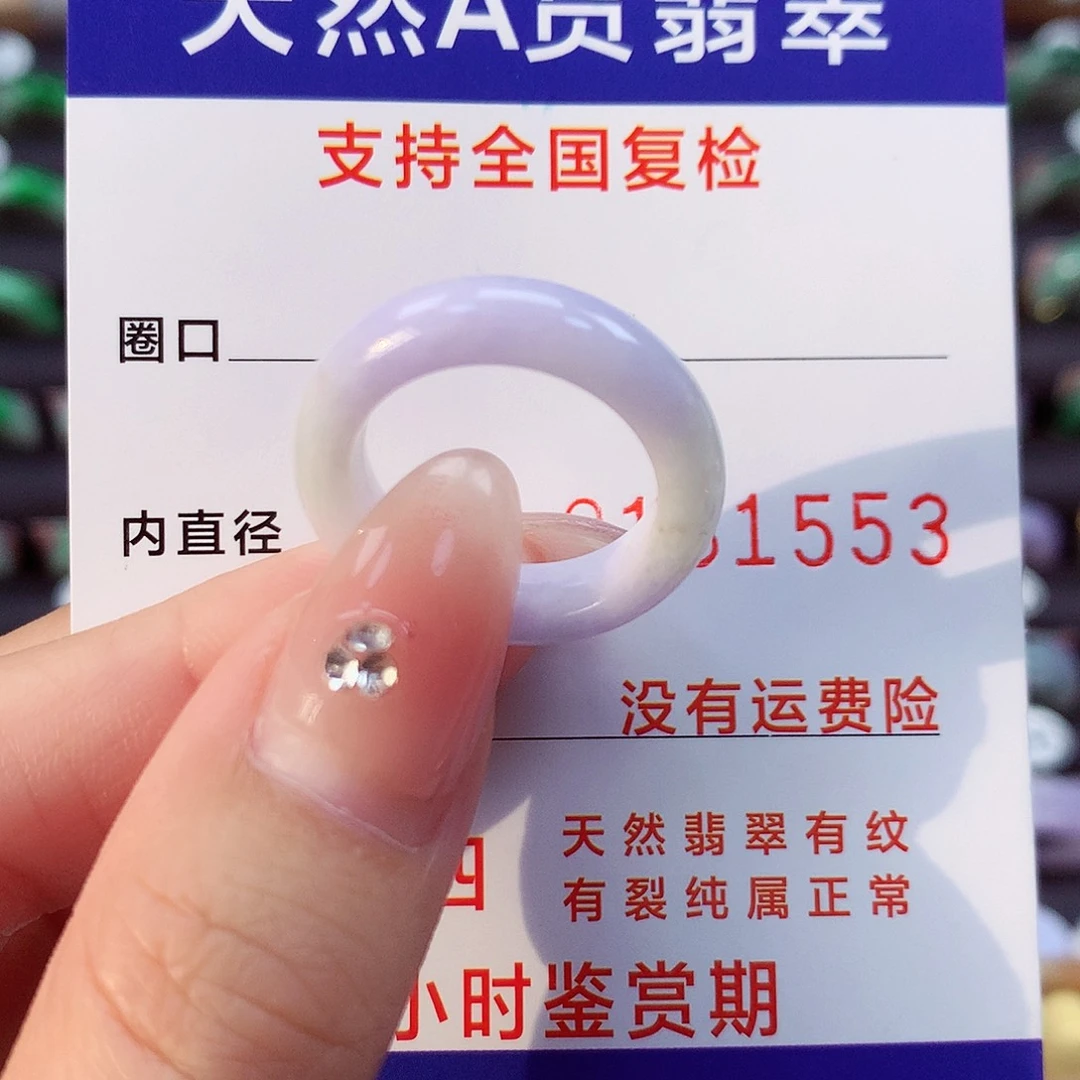 天然A货翡翠
支持全国复检
圈口
内直径
1553
没有运费险
四
天然翡翠有纹
有裂纯属正常
小时鉴赏期